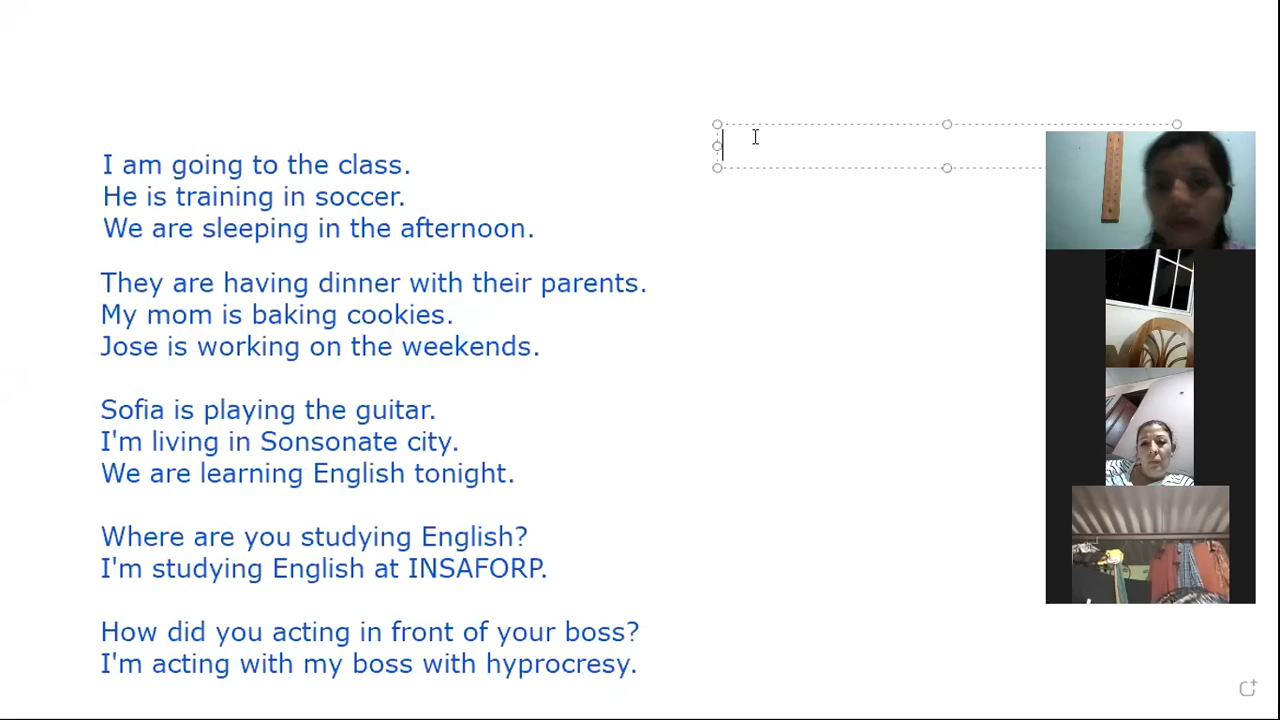 I am going to the class.
He is training in soccer.
We are sleeping in the afternoon.
They are having dinner with their parents.
My mom is baking cookies.
Jose is working on the weekends.
Sofia is playing the guitar.
I'm living in Sonsonate city.
We are learning English tonight.
Where are you studying English?
I'm studying English at INSAFORP.
How did you acting in front of your boss?
I'm acting with my boss with hyprocresy.